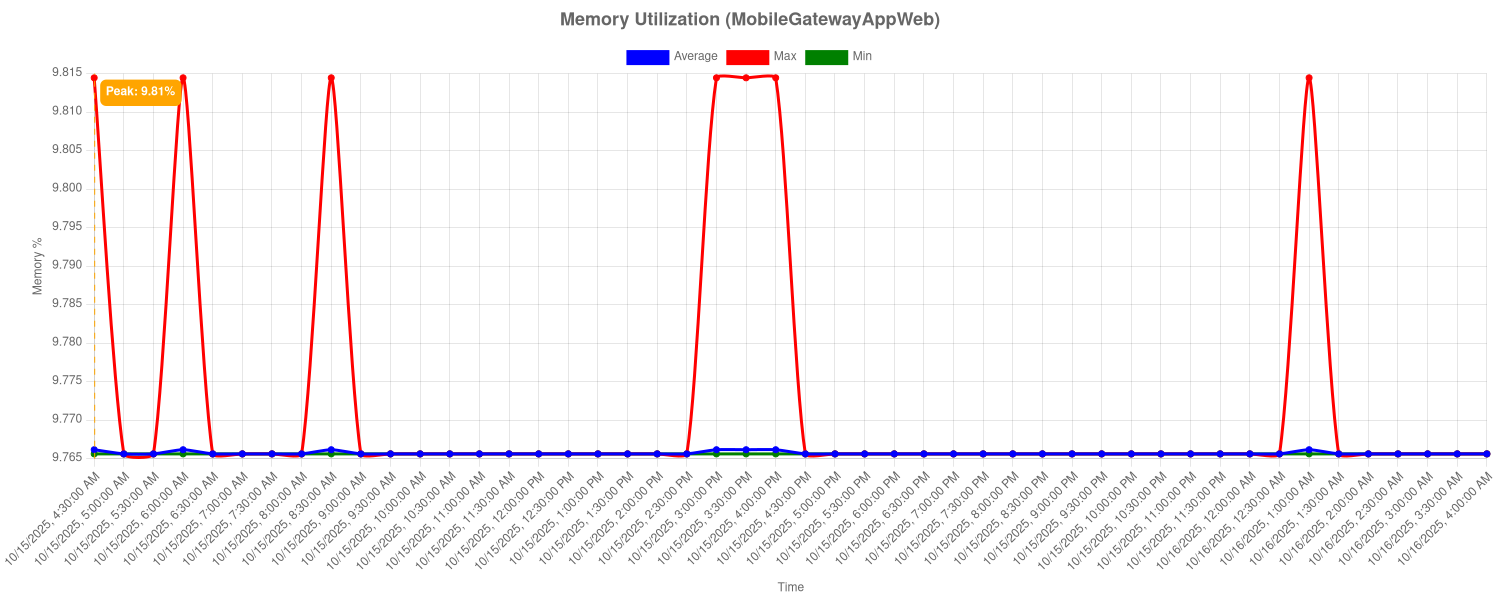 Memory Utilization (MobileGatewayAppWeb)
Average Max Min
9.815
Peak: 9.81%
9.810
9.805
9.800
9.795
9.790
9.785
9.780
9.775
9.770
9.765
Memory %
10/15/2025, 4:30:00 AM
10/15/2025, 5:00:00 AM
10/15/2025, 5:30:00 AM
10/15/2025, 6:00:00 AM
10/15/2025, 6:30:00 AM
10/15/2025, 7:00:00 AM
10/15/2025, 7:30:00 AM
10/15/2025, 8:00:00 AM
10/15/2025, 8:30:00 AM
10/15/2025, 9:00:00 AM
10/15/2025, 9:30:00 AM
10/15/2025, 10:00:00 AM
10/15/2025, 10:30:00 AM
10/15/2025, 11:00:00 AM
10/15/2025, 11:30:00 AM
10/15/2025, 12:00:00 PM
10/15/2025, 12:30:00 PM
10/15/2025, 1:00:00 PM
10/15/2025, 1:30:00 PM
10/15/2025, 2:00:00 PM
10/15/2025, 2:30:00 PM
10/15/2025, 3:00:00 PM
10/15/2025, 3:30:00 PM
10/15/2025, 4:00:00 PM
10/15/2025, 4:30:00 PM
10/15/2025, 5:00:00 PM
10/15/2025, 5:30:00 PM
10/15/2025, 6:00:00 PM
10/15/2025, 6:30:00 PM
10/15/2025, 7:00:00 PM
10/15/2025, 7:30:00 PM
10/15/2025, 8:00:00 PM
10/15/2025, 8:30:00 PM
10/15/2025, 9:00:00 PM
10/15/2025, 9:30:00 PM
10/15/2025, 10:00:00 PM
10/15/2025, 10:30:00 PM
10/15/2025, 11:00:00 PM
10/15/2025, 11:30:00 PM
10/16/2025, 12:00:00 AM
10/16/2025, 12:30:00 AM
10/16/2025, 1:00:00 AM
10/16/2025, 1:30:00 AM
10/16/2025, 2:00:00 AM
10/16/2025, 2:30:00 AM
10/16/2025, 3:00:00 AM
10/16/2025, 3:30:00 AM
10/16/2025, 4:00:00 AM
Time